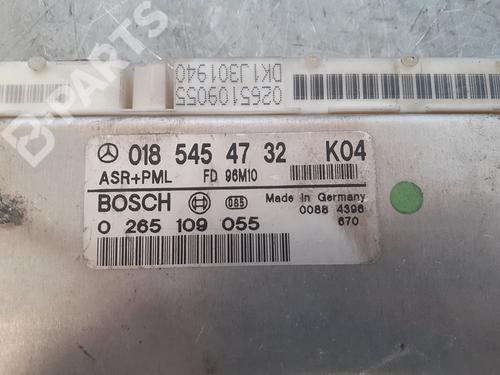 0265109055
DK1J301940
018 545 47 32 K04
ASR+PML FD 96M10
BOSCH 085 Made in Germany
0 265 109 055 0088 4396
670
B-PARTS